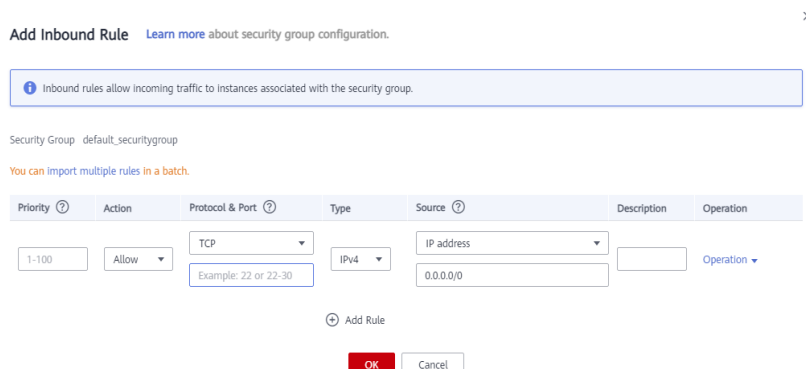 Add Inbound Rule Learn more about security group configuration.
Inbound rules allow incoming traffic to instances associated with the security group.
Security Group default_securitygroup
You can import multiple rules in a batch.
Priority Action Protocol & Port Type Source Description Operation
TCP IP address
1-100 Allow IPv4 Operation
Example: 22 or 22-30 0.0.0.0/0
Add Rule
OK Cancel